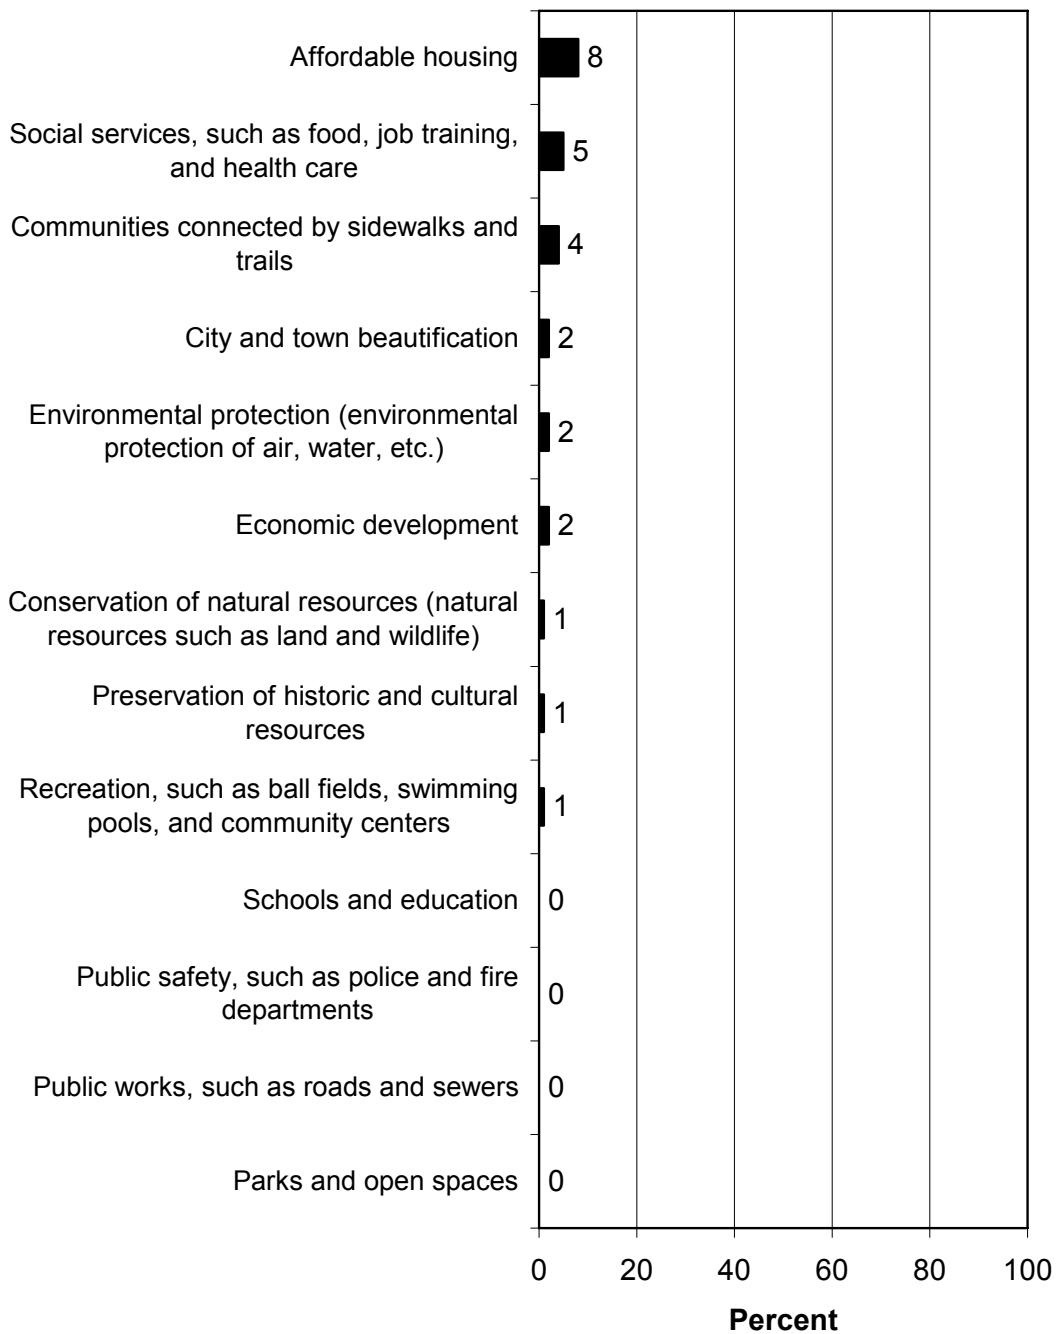 Affordable housing 8
Social services, such as food, job training,
and health care 5
Communities connected by sidewalks and
trails 4
City and town beautification 2
Environmental protection (environmental
protection of air, water, etc.) 2
Economic development 2
Conservation of natural resources (natural
resources such as land and wildlife) 1
Preservation of historic and cultural
resources 1
Recreation, such as ball fields, swimming
pools, and community centers 1
Schools and education 0
Public safety, such as police and fire
departments 0
Public works, such as roads and sewers 0
Parks and open spaces 0
0 20 40 60 80 100
Percent